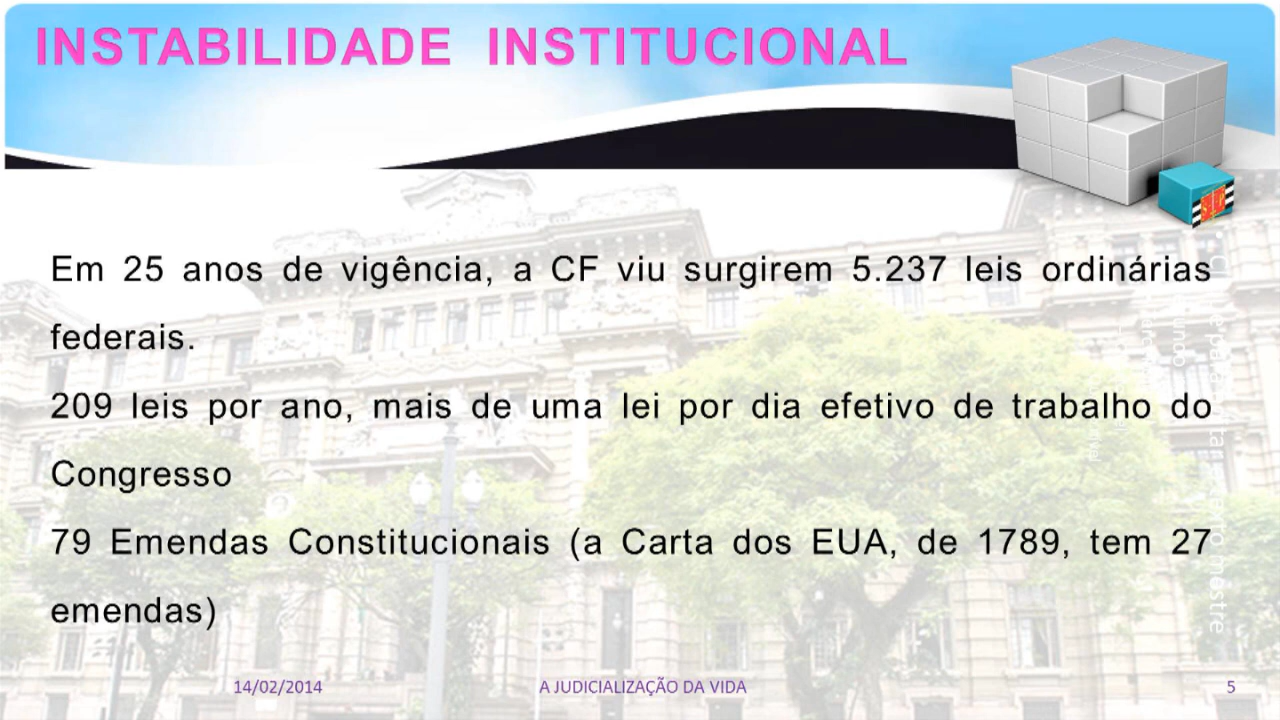 INSTABILIDADE INSTITUCIONAL
Em 25 anos de vigência, a CF viu surgirem 5.237 leis ordinárias
federais.
209 leis por ano, mais de uma lei por dia efetivo de trabalho do
Congresso
79 Emendas Constitucionais (a Carta dos EUA, de 1789, tem 27
emendas)
14/02/2014
A JUDICIALIZAÇÃO DA VIDA
5